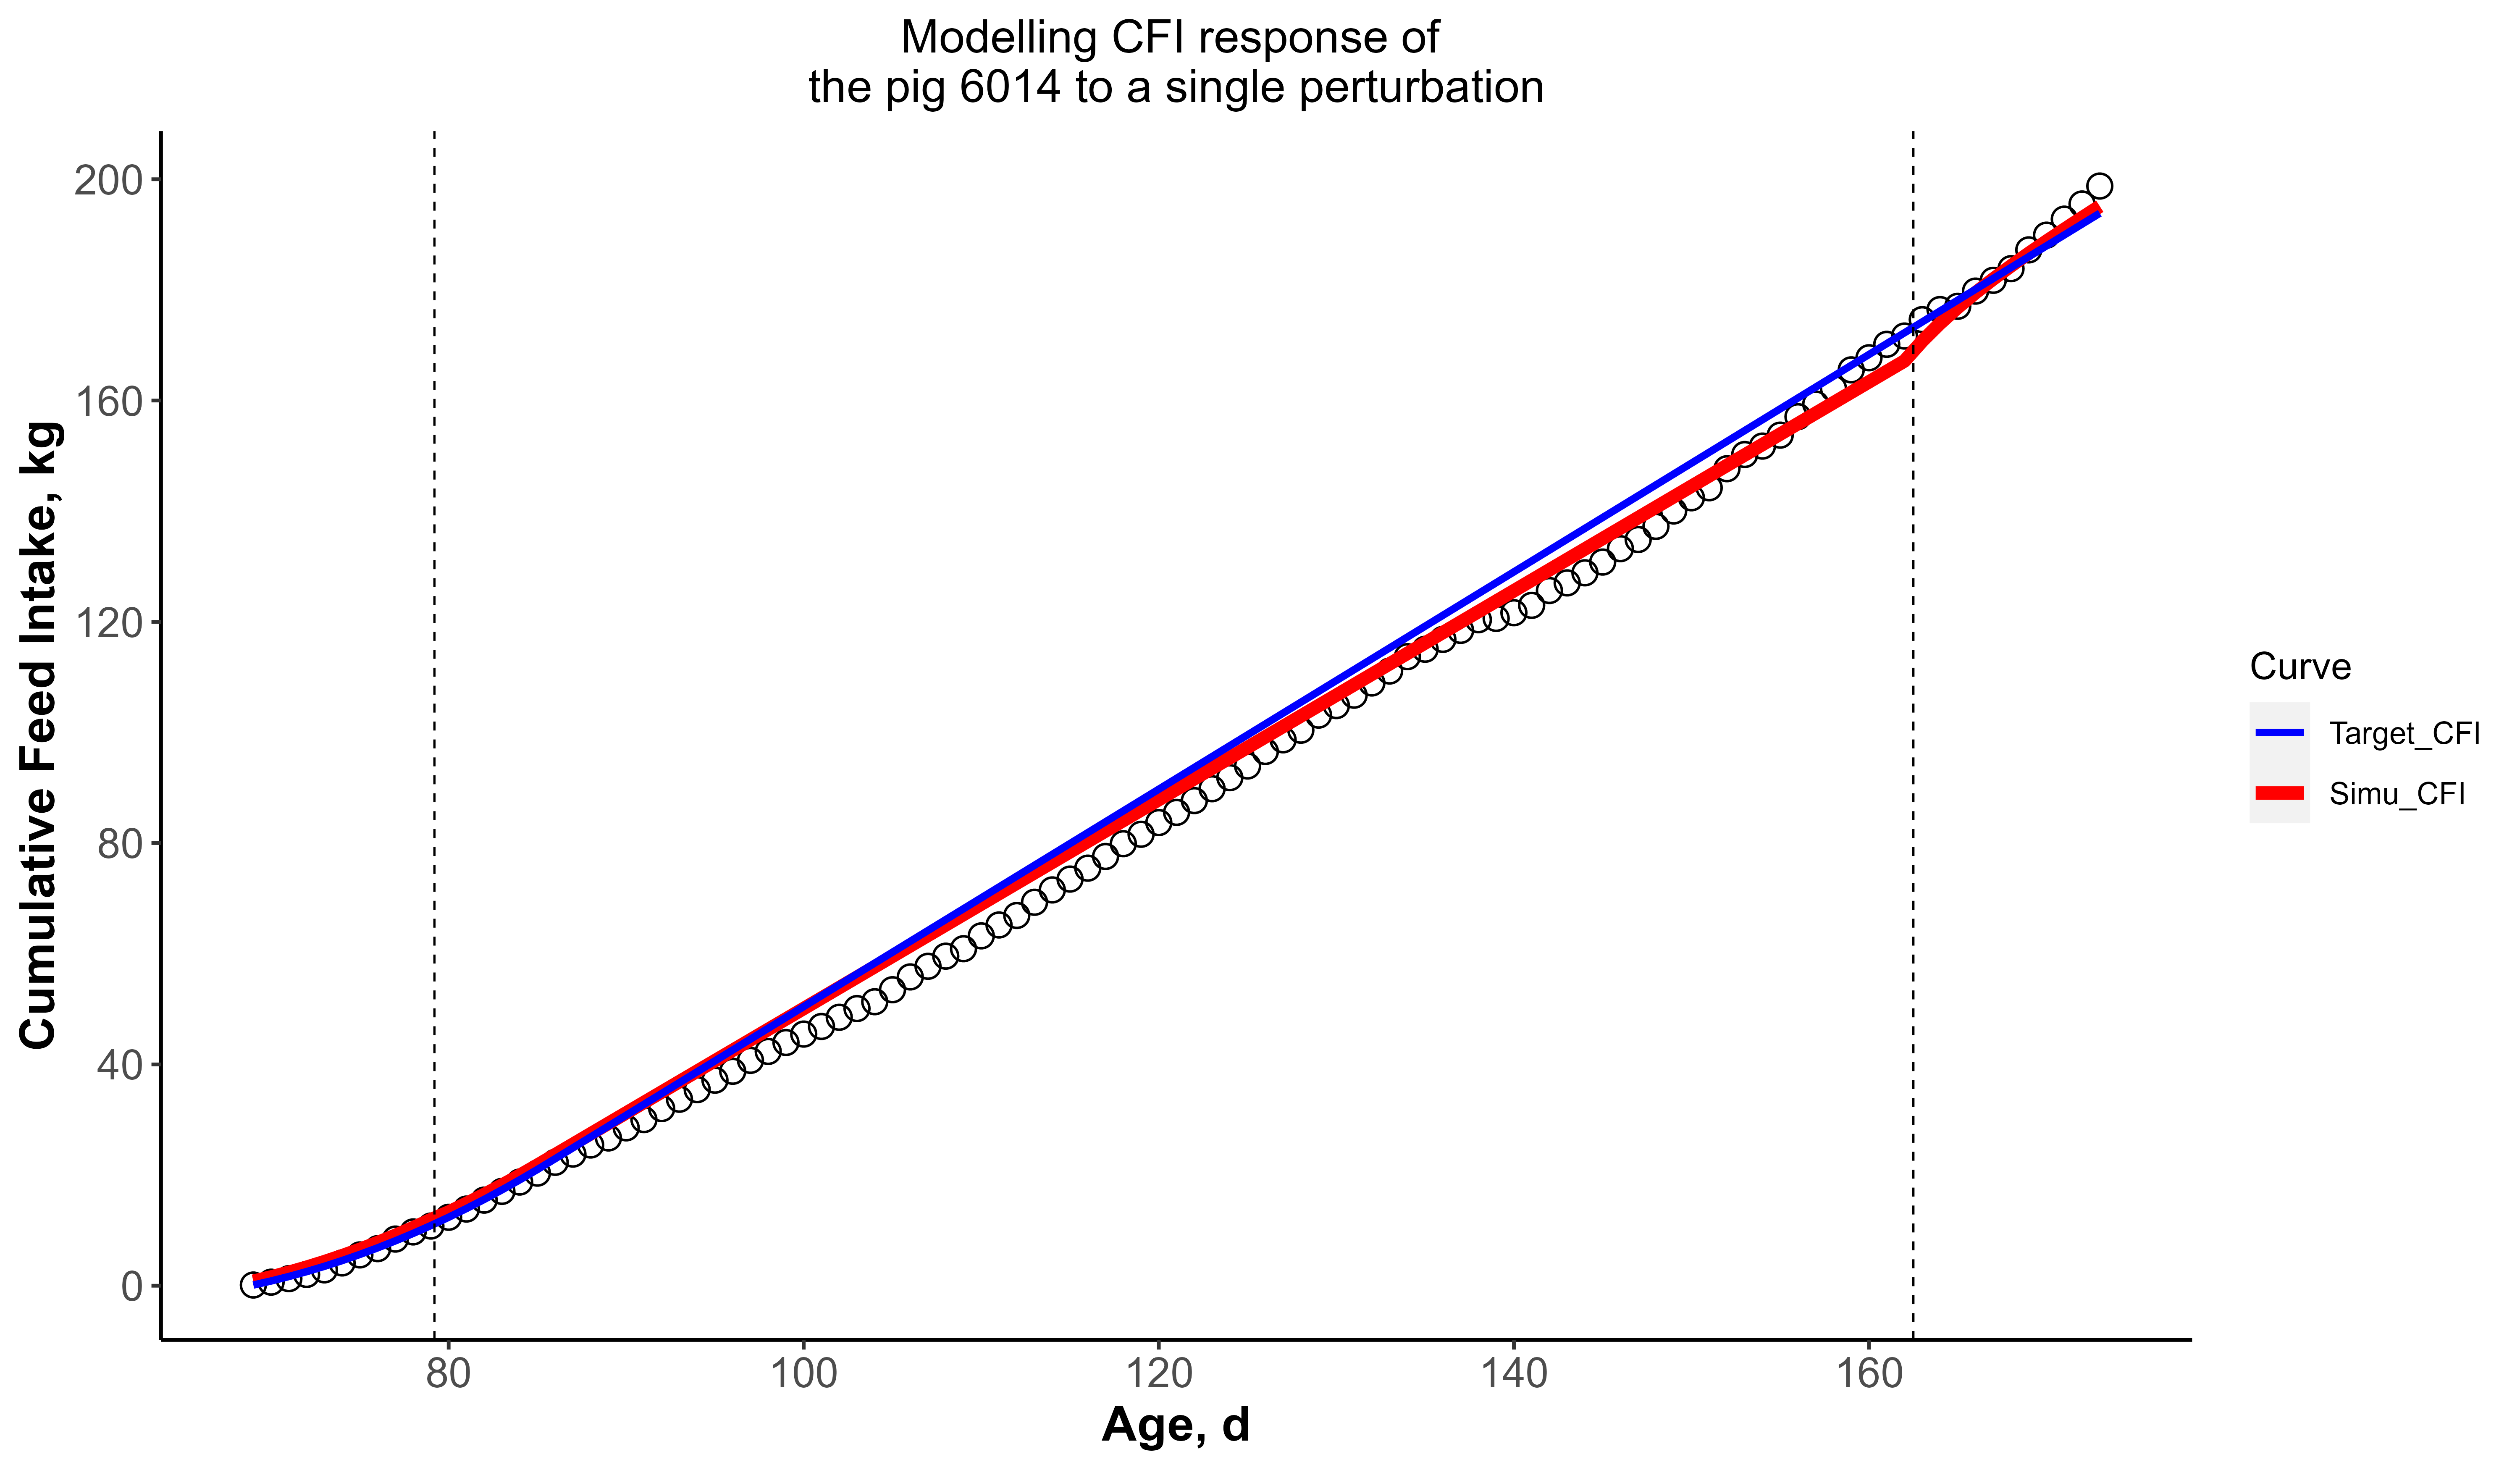 Modelling CFI response of
the pig 6014 to a single perturbation
Cumulative Feed Intake, kg
200
160
120
80
40
0
80
100
120
140
160
Age, d
Curve
Target_CFI
Simu_CFI